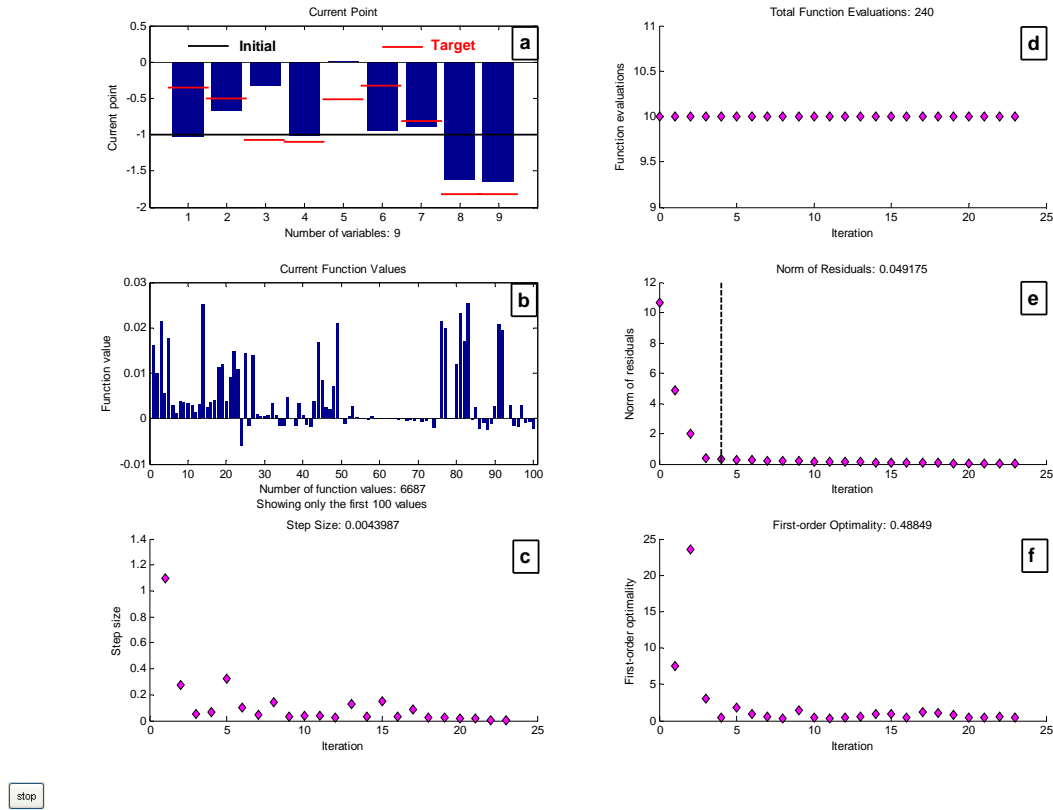 Current Point
0.5
0
-0.5
-1
-1.5
-2
Current point
Initial
Target
a
1 2 3 4 5 6 7 8 9
Number of variables: 9
Total Function Evaluations: 240
11
10.5
10
9.5
9
Function evaluations
d
0 5 10 15 20 25
Iteration
Current Function Values
0.03
0.02
0.01
0
-0.01
Function value
b
0 10 20 30 40 50 60 70 80 90 100
Number of function values: 6687
Showing only the first 100 values
Norm of Residuals: 0.049175
12
10
8
6
4
2
0
Norm of residuals
e
0 5 10 15 20 25
Iteration
Step Size: 0.0043987
1.4
1.2
1
0.8
0.6
0.4
0.2
0
Step size
c
0 5 10 15 20 25
Iteration
First-order Optimality: 0.48849
25
20
15
10
5
0
First-order optimality
f
0 5 10 15 20 25
Iteration
stop